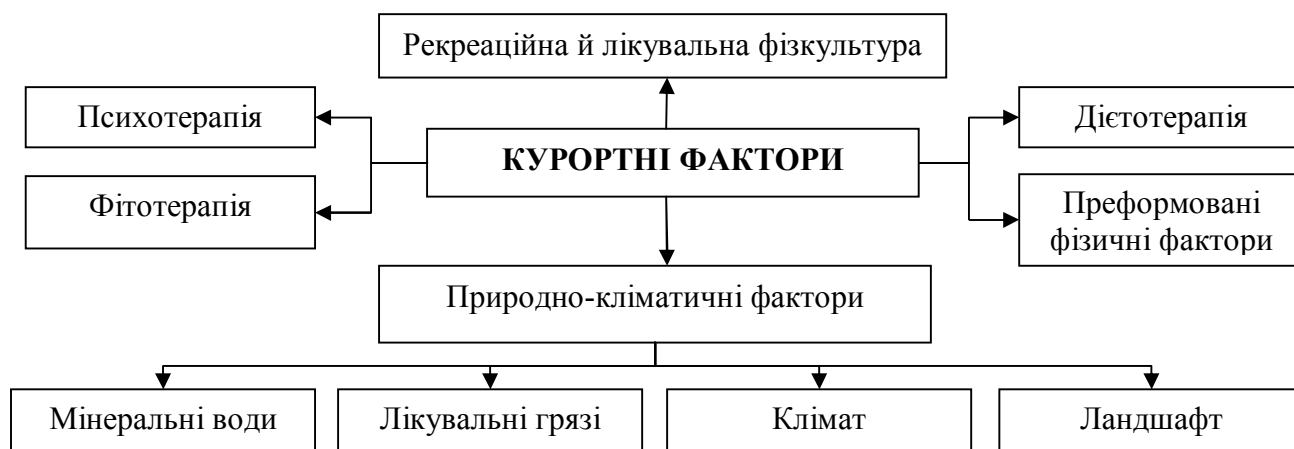 Рекреаційна й лікувальна фізкультура
Психотерапія
Дієтотерапія
КУРОРТНІ ФАКТОРИ
Фітотерапія
Преформовані
фізичні фактори
Природно-кліматичні фактори
Мінеральні води
Лікувальні грязі
Клімат
Ландшафт